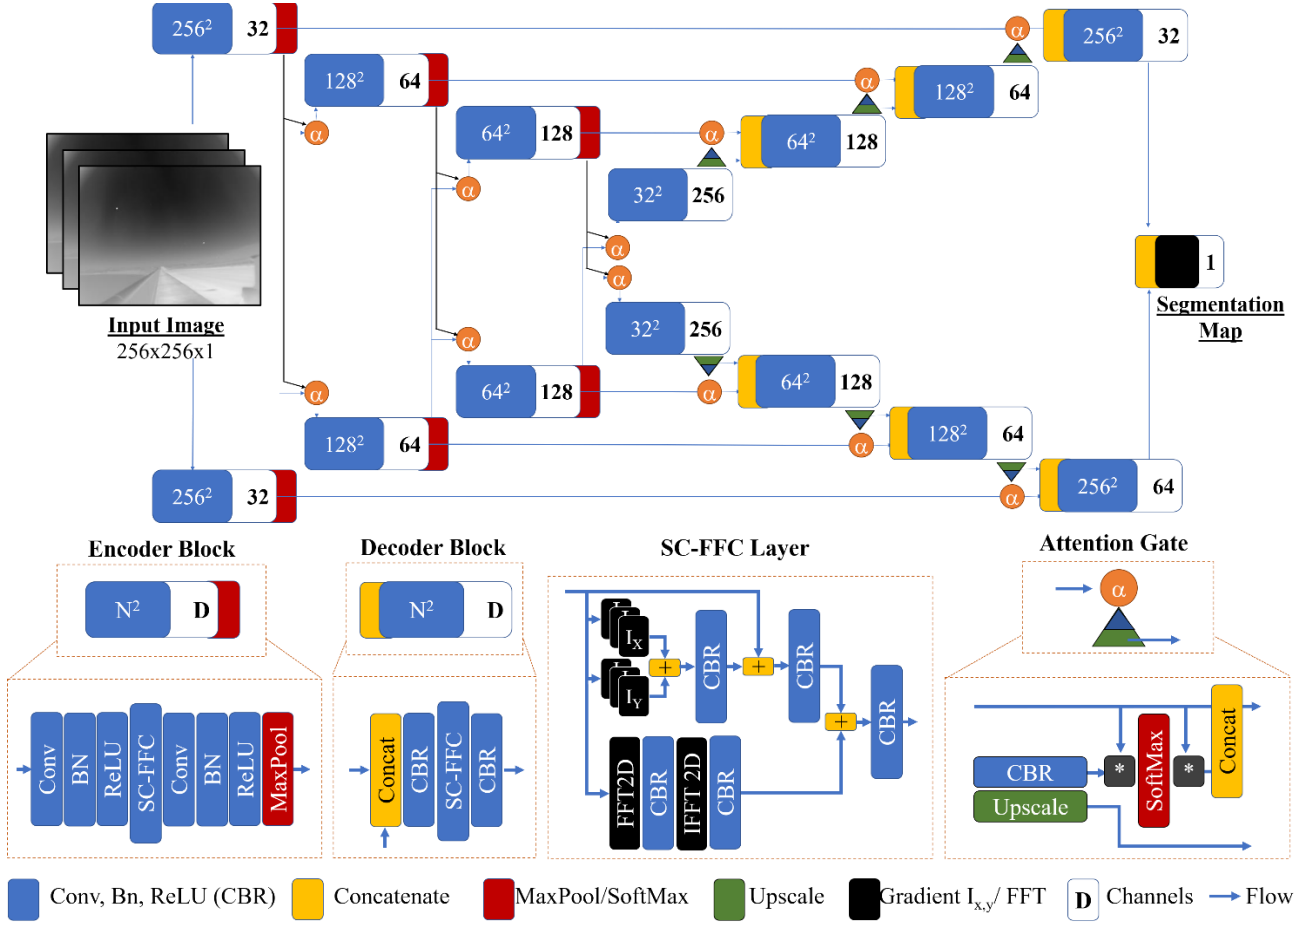 256² 32
α
256² 32
128² 64
α
128² 64
α
64² 128
α
64² 128
α
32² 256
α
α
α
32² 256
α
α
64² 128
α
64² 128
α
128² 64
α
128² 64
α
256² 32
α
256² 64
1
Segmentation
Map
Input Image
256x256x1
Encoder Block
N² D
Conv
BN
ReLU
SC-FFC
Conv
BN
ReLU
MaxPool
Decoder Block
N² D
Concat
CBR
SC-FFC
CBR
SC-FFC Layer
I_X
I_Y
+
CBR
+
CBR
+
CBR
FFT2D
CBR
IFFT 2D
CBR
Attention Gate
α
CBR
Upscale
*
SoftMax
*
Concat
Conv, Bn, ReLU (CBR)
Concatenate
MaxPool/SoftMax
Upscale
Gradient I_x,y/ FFT
D Channels
Flow